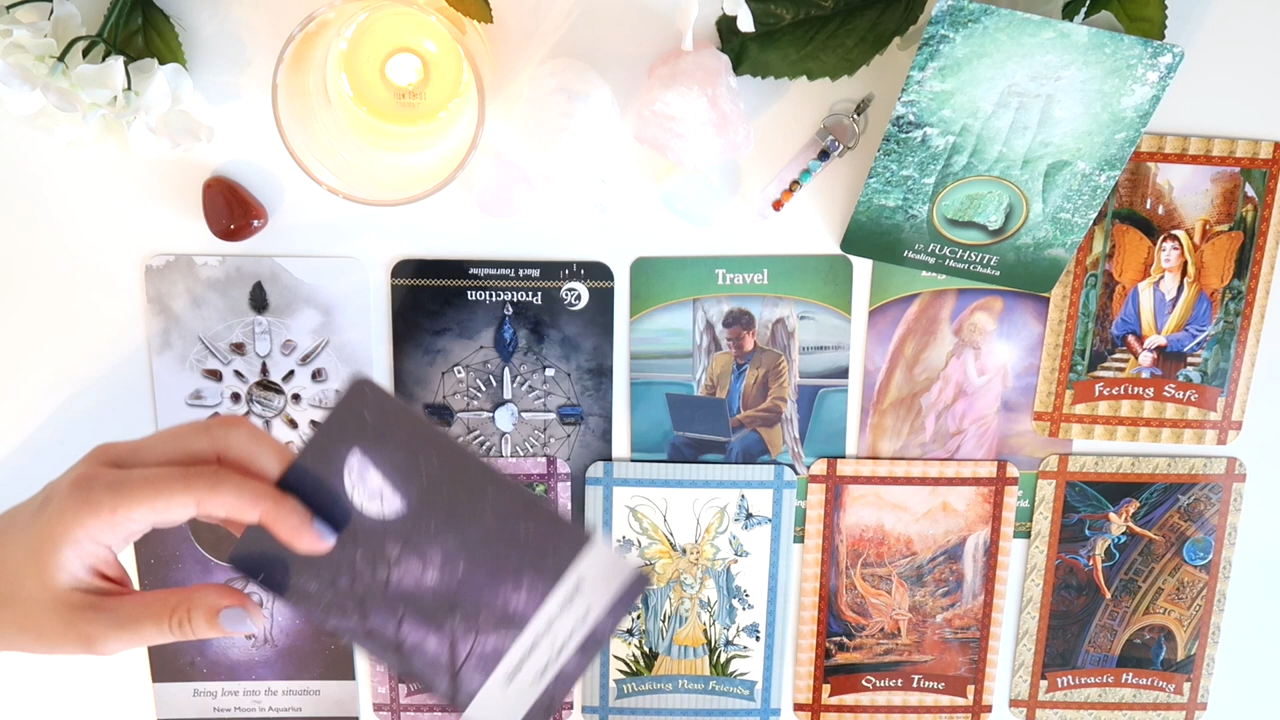 17. FUCHSITE
Healing - Heart Chakra
Black Tourmaline
26
Protection
Travel
Feeling Safe
Making New Friends
Quiet Time
Miracle Healing
Bring love into the situation
New Moon in Aquarius